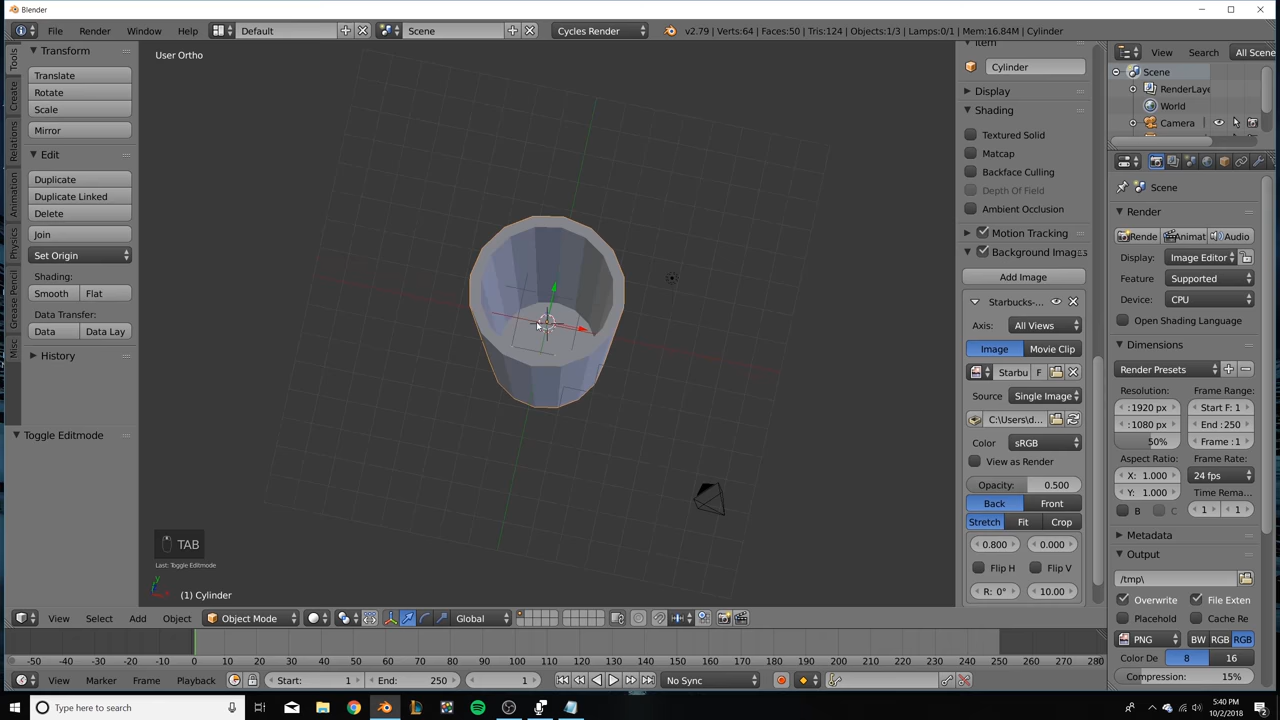 Blender
File Render Window Help Default Scene Cycles Render v2.79 | Verts:64 | Faces:50 | Tris:124 | Objects:1/3 | Lamps:0/1 | Mem:16.84M | Cylinder
Tools
Create
Relations
Animation
Physics
Grease Pencil
Misc
Transform
Translate
Rotate
Scale
Mirror
Edit
Duplicate
Duplicate Linked
Delete
Join
Set Origin
Shading:
Smooth Flat
Data Transfer:
Data Data Lay
History
Toggle Editmode
User Ortho
TAB
Last: Toggle Editmode
(1) Cylinder
Item
Cylinder
Display
Shading
Textured Solid
Matcap
Backface Culling
Depth Of Field
Ambient Occlusion
Motion Tracking
Background Images
Add Image
Starbucks-...
Axis: All Views
Image Movie Clip
Starbu F
Source Single Image
C:\Users\d...
Color sRGB
View as Render
Opacity: 0.500
Back Front
Stretch Fit Crop
0.800 0.000
Flip H Flip V
R: 0° 10.00
View Search All Scene
Scene
RenderLaye
World
Camera
Scene
Render
Rende Animat Audio
Display: Image Editor
Feature Supported
Device: CPU
Open Shading Language
Dimensions
Render Presets
Resolution: Frame Range:
:1920 px Start F: 1
:1080 px End :250
50% Frame :1
Aspect Ratio: Frame Rate:
X: 1.000 24 fps
Y: 1.000 Time Rema...
B C 1 1
Metadata
Output
/tmp\
Overwrite File Exten
Placehold Cache Re
PNG BW RGB RGB
Color De 8 16
Compression: 15%
View Select Add Object Object Mode Global
-50 -40 -30 -20 -10 0 10 20 30 40 50 60 70 80 90 100 110 120 130 140 150 160 170 180 190 200 210 220 230 240 250 260 270 280
View Marker Frame Playback Start: 1 End: 250 1 No Sync
Type here to search
5:40 PM
10/2/2018
2